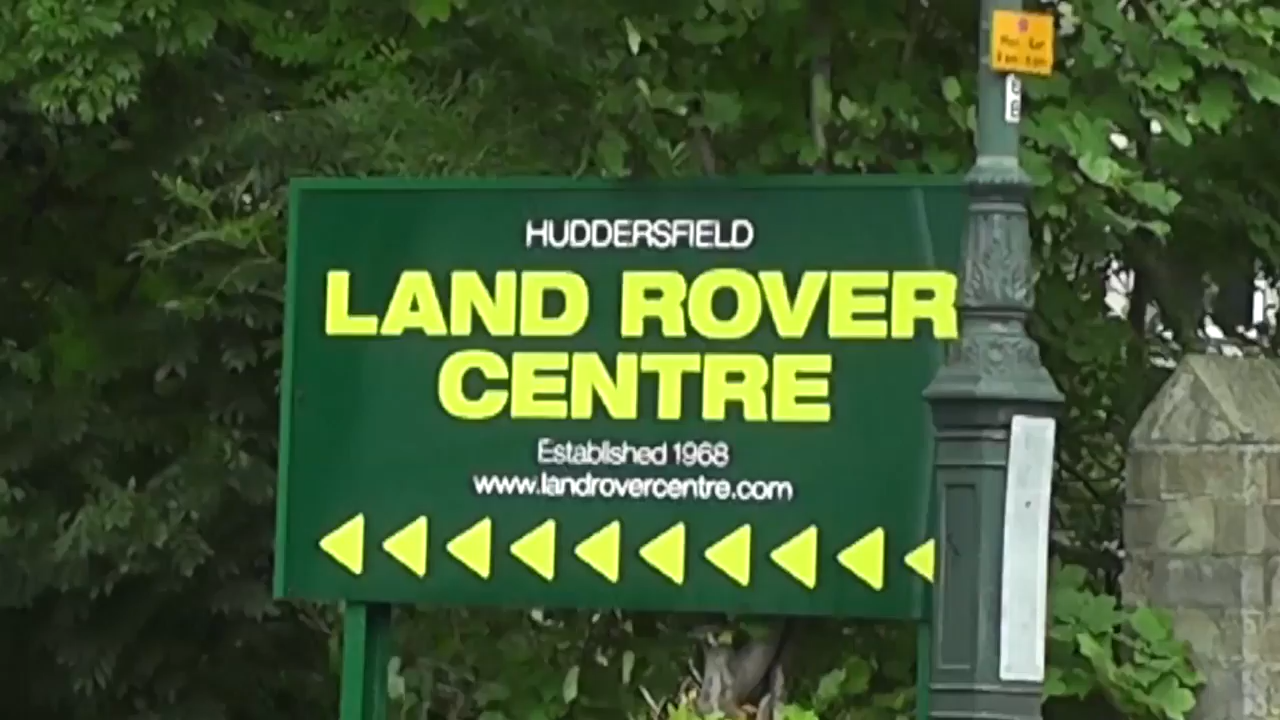 HUDDERSFIELD
LAND ROVER
CENTRE
Established 1968
www.landrovercentre.com